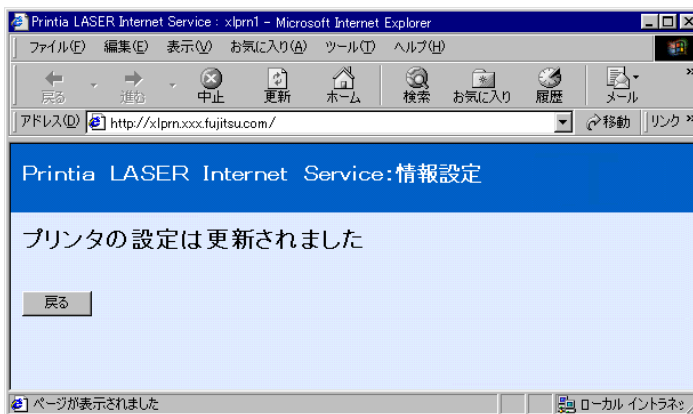 Printia LASER Internet Service : xlprn1 - Microsoft Internet Explorer
ファイル(F) 編集(E) 表示(V) お気に入り(A) ツール(T) ヘルプ(H)
戻る 進む 中止 更新 ホーム 検索 お気に入り 履歴 メール »
アドレス(D) http://xlprn.xxx.fujitsu.com/ 移動 リンク »
Printia LASER Internet Service:情報設定
プリンタの設定は更新されました
戻る
ページが表示されました ローカル イントラネッ